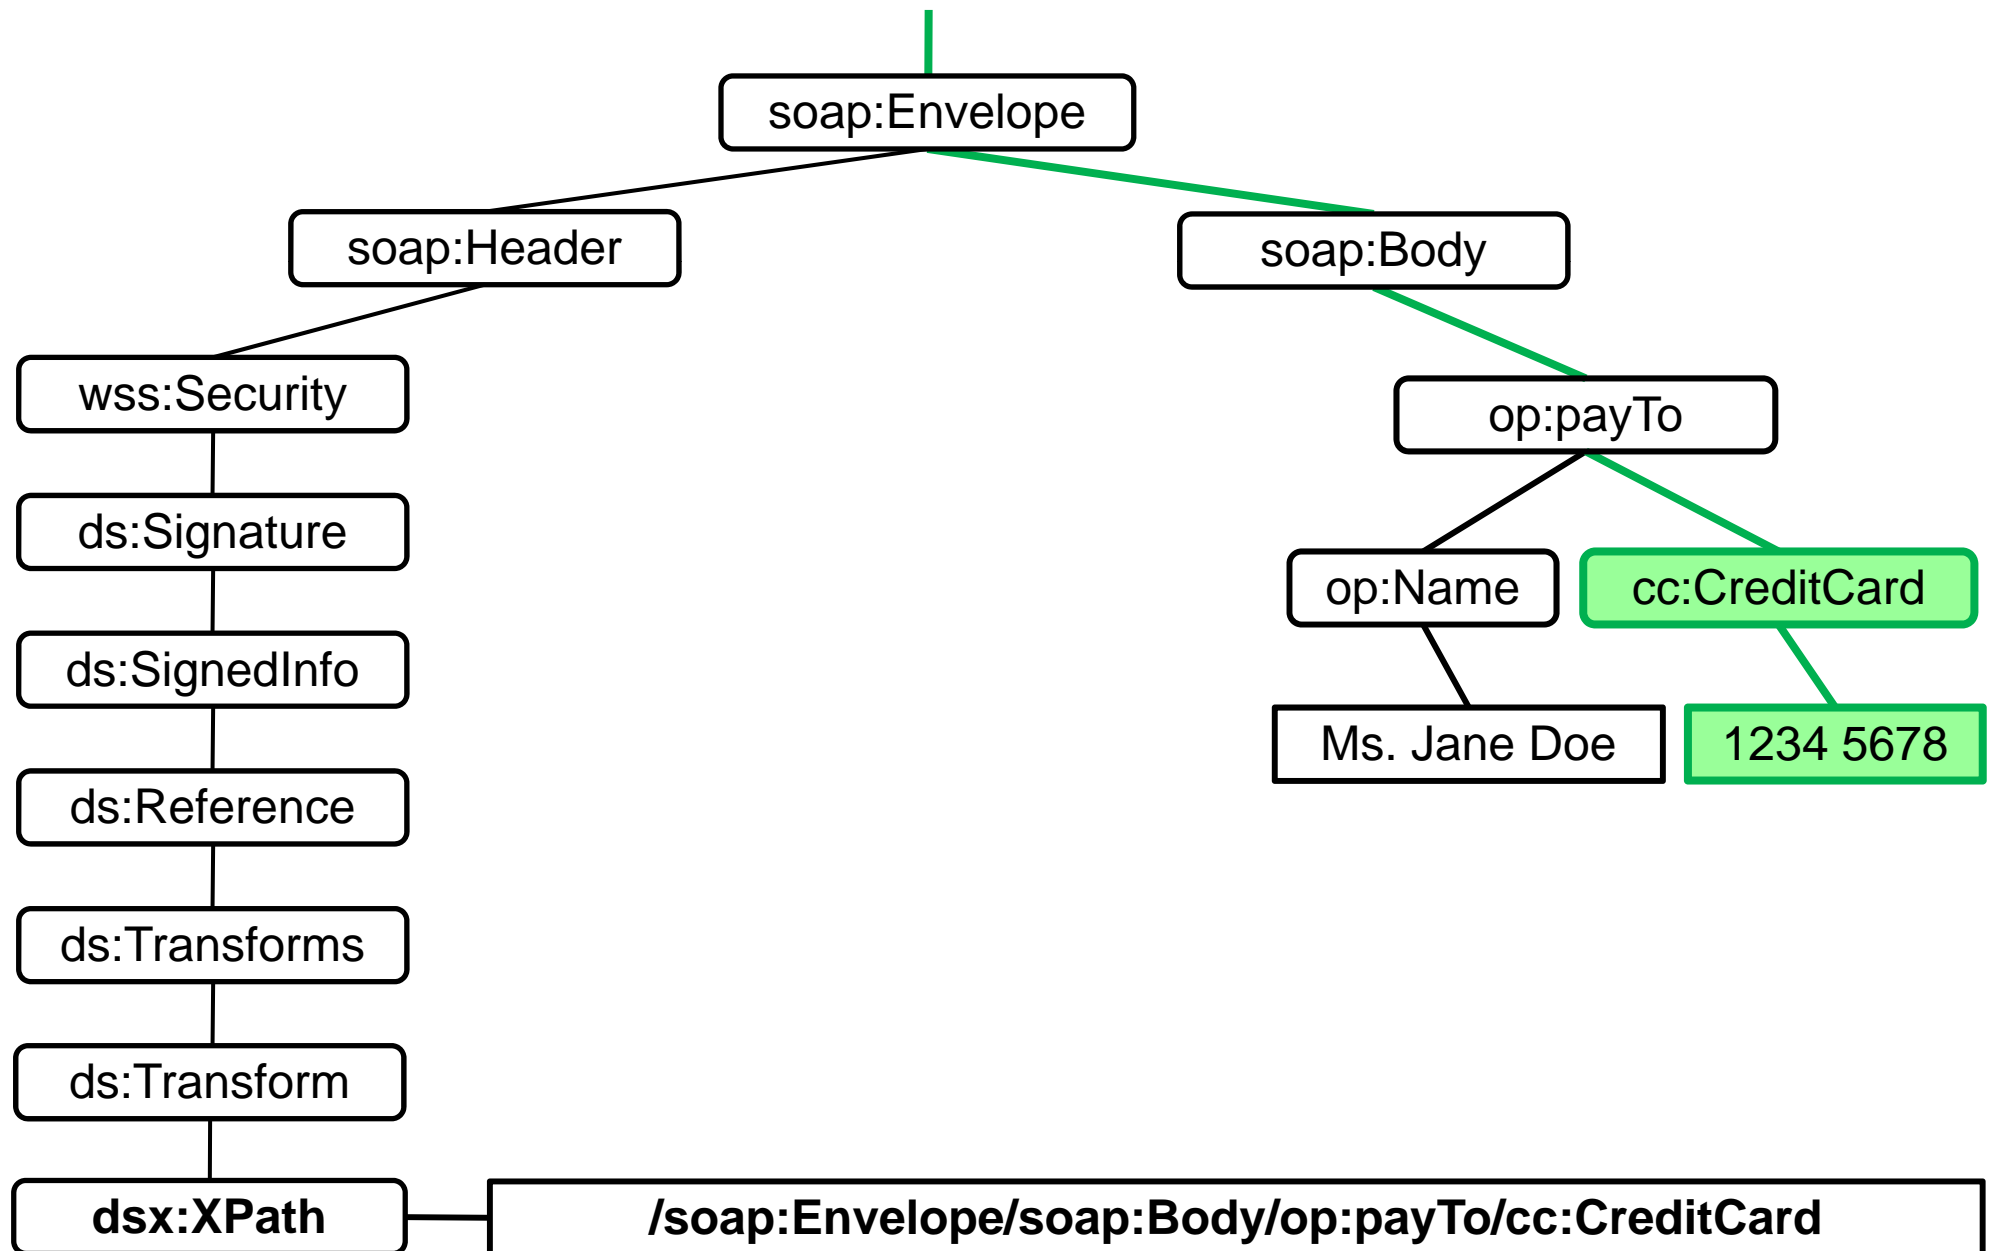 soap:Envelope
soap:Header
soap:Body
wss:Security
op:payTo
ds:Signature
op:Name
cc:CreditCard
ds:SignedInfo
Ms. Jane Doe
1234 5678
ds:Reference
ds:Transforms
ds:Transform
dsx:XPath
/soap:Envelope/soap:Body/op:payTo/cc:CreditCard